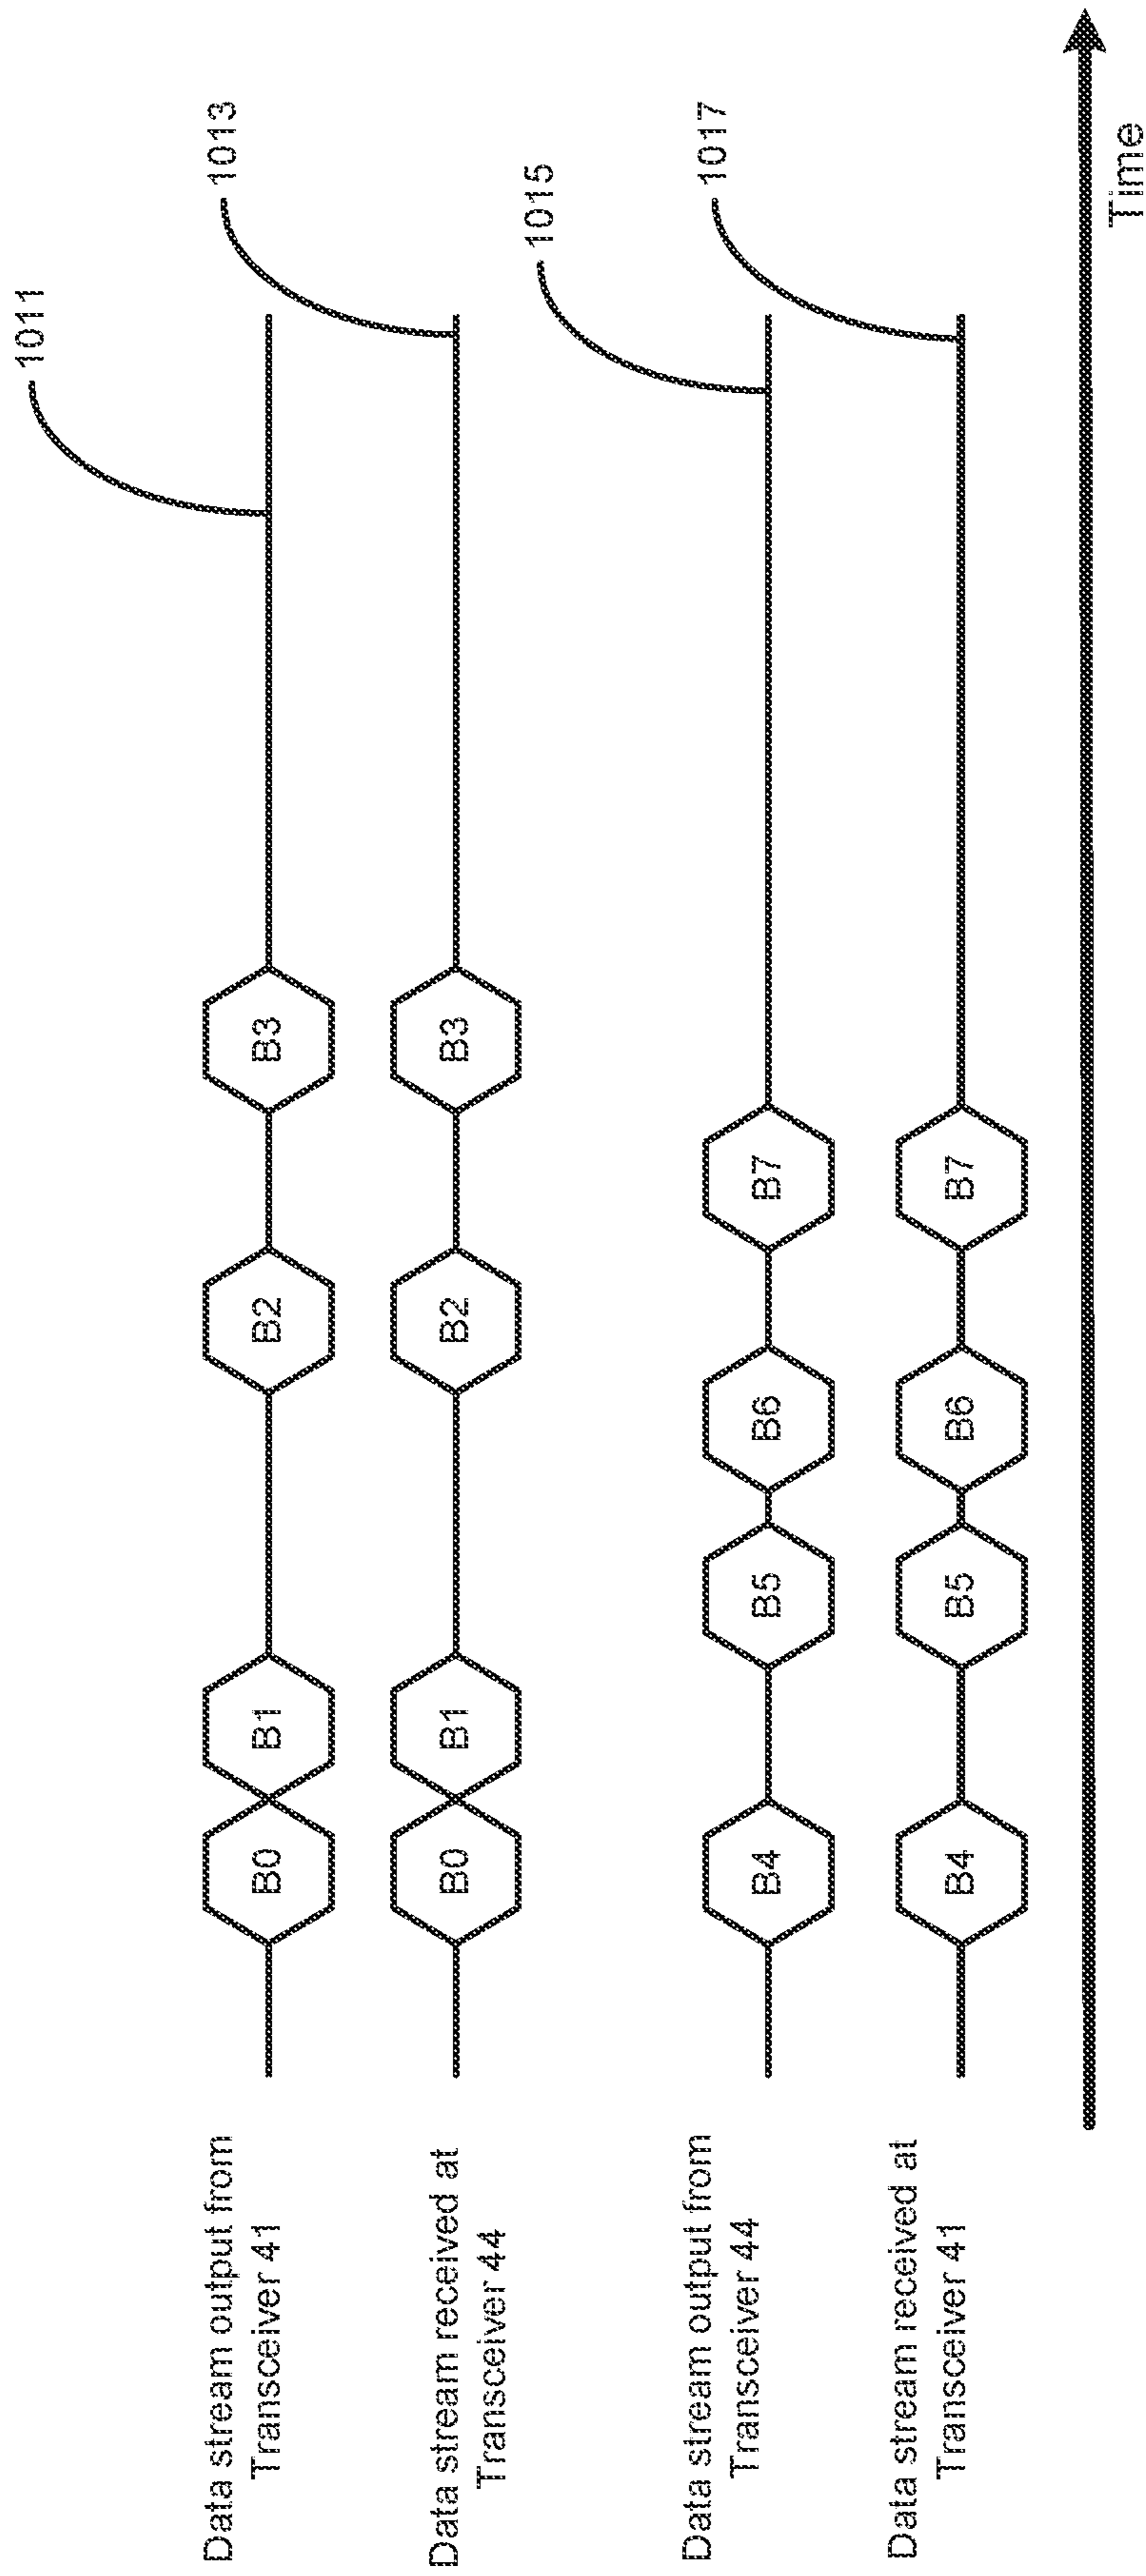 1011
1013
Data stream output from
Transceiver 41
B0
B1
B2
B3
Data stream received at
Transceiver 44
B0
B1
B2
B3
1015
1017
Data stream output from
Transceiver 44
B4
B5
B6
B7
Data stream received at
Transceiver 41
B4
B5
B6
B7
Time